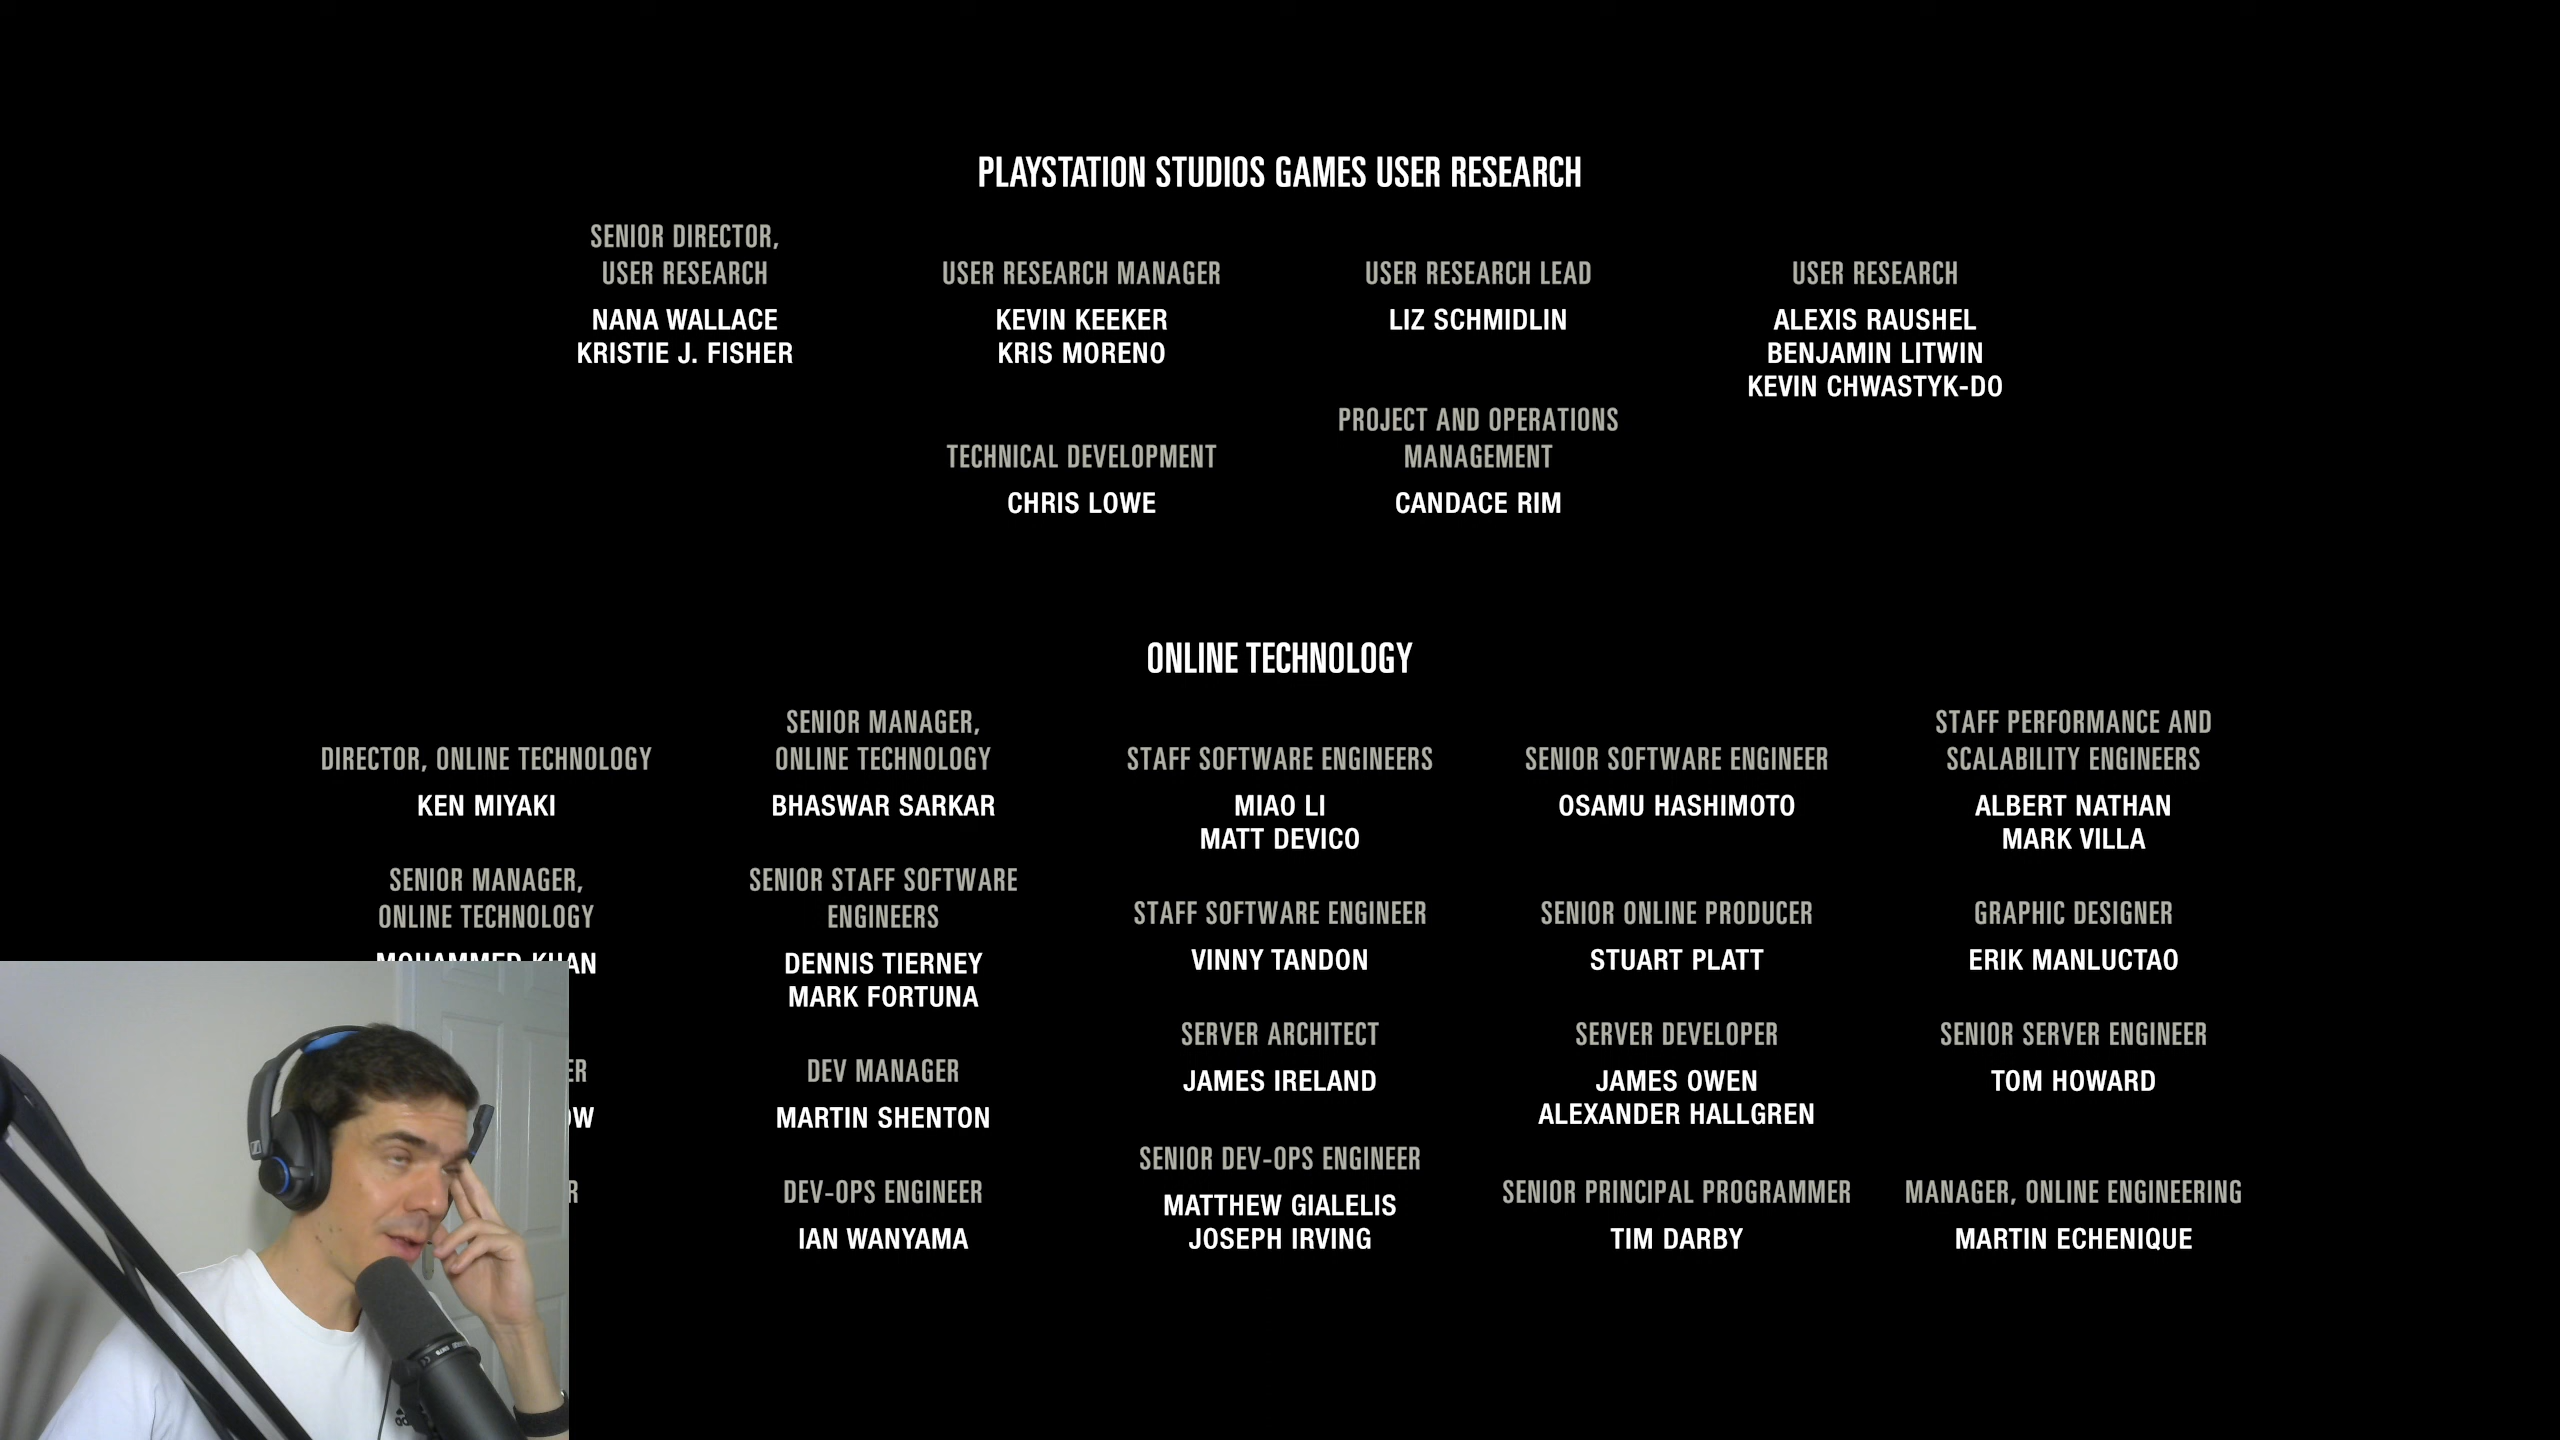 PLAYSTATION STUDIOS GAMES USER RESEARCH
SENIOR DIRECTOR,
USER RESEARCH
NANA WALLACE
KRISTIE J. FISHER
USER RESEARCH MANAGER
KEVIN KEEKER
KRIS MORENO
USER RESEARCH LEAD
LIZ SCHMIDLIN
USER RESEARCH
ALEXIS RAUSHEL
BENJAMIN LITWIN
KEVIN CHWASTYK-DO
TECHNICAL DEVELOPMENT
CHRIS LOWE
PROJECT AND OPERATIONS
MANAGEMENT
CANDACE RIM
ONLINE TECHNOLOGY
DIRECTOR, ONLINE TECHNOLOGY
KEN MIYAKI
SENIOR MANAGER,
ONLINE TECHNOLOGY
BHASWAR SARKAR
STAFF SOFTWARE ENGINEERS
MIAO LI
MATT DEVICO
SENIOR SOFTWARE ENGINEER
OSAMU HASHIMOTO
STAFF PERFORMANCE AND
SCALABILITY ENGINEERS
ALBERT NATHAN
MARK VILLA
SENIOR MANAGER,
ONLINE TECHNOLOGY
MOHAMMED KHAN
SENIOR STAFF SOFTWARE
ENGINEERS
DENNIS TIERNEY
MARK FORTUNA
STAFF SOFTWARE ENGINEER
VINNY TANDON
SENIOR ONLINE PRODUCER
STUART PLATT
GRAPHIC DESIGNER
ERIK MANLUCTAO
DEV MANAGER
MARTIN SHENTON
SERVER ARCHITECT
JAMES IRELAND
SERVER DEVELOPER
JAMES OWEN
ALEXANDER HALLGREN
SENIOR SERVER ENGINEER
TOM HOWARD
DEV-OPS ENGINEER
IAN WANYAMA
SENIOR DEV-OPS ENGINEER
MATTHEW GIALELIS
JOSEPH IRVING
SENIOR PRINCIPAL PROGRAMMER
TIM DARBY
MANAGER, ONLINE ENGINEERING
MARTIN ECHENIQUE